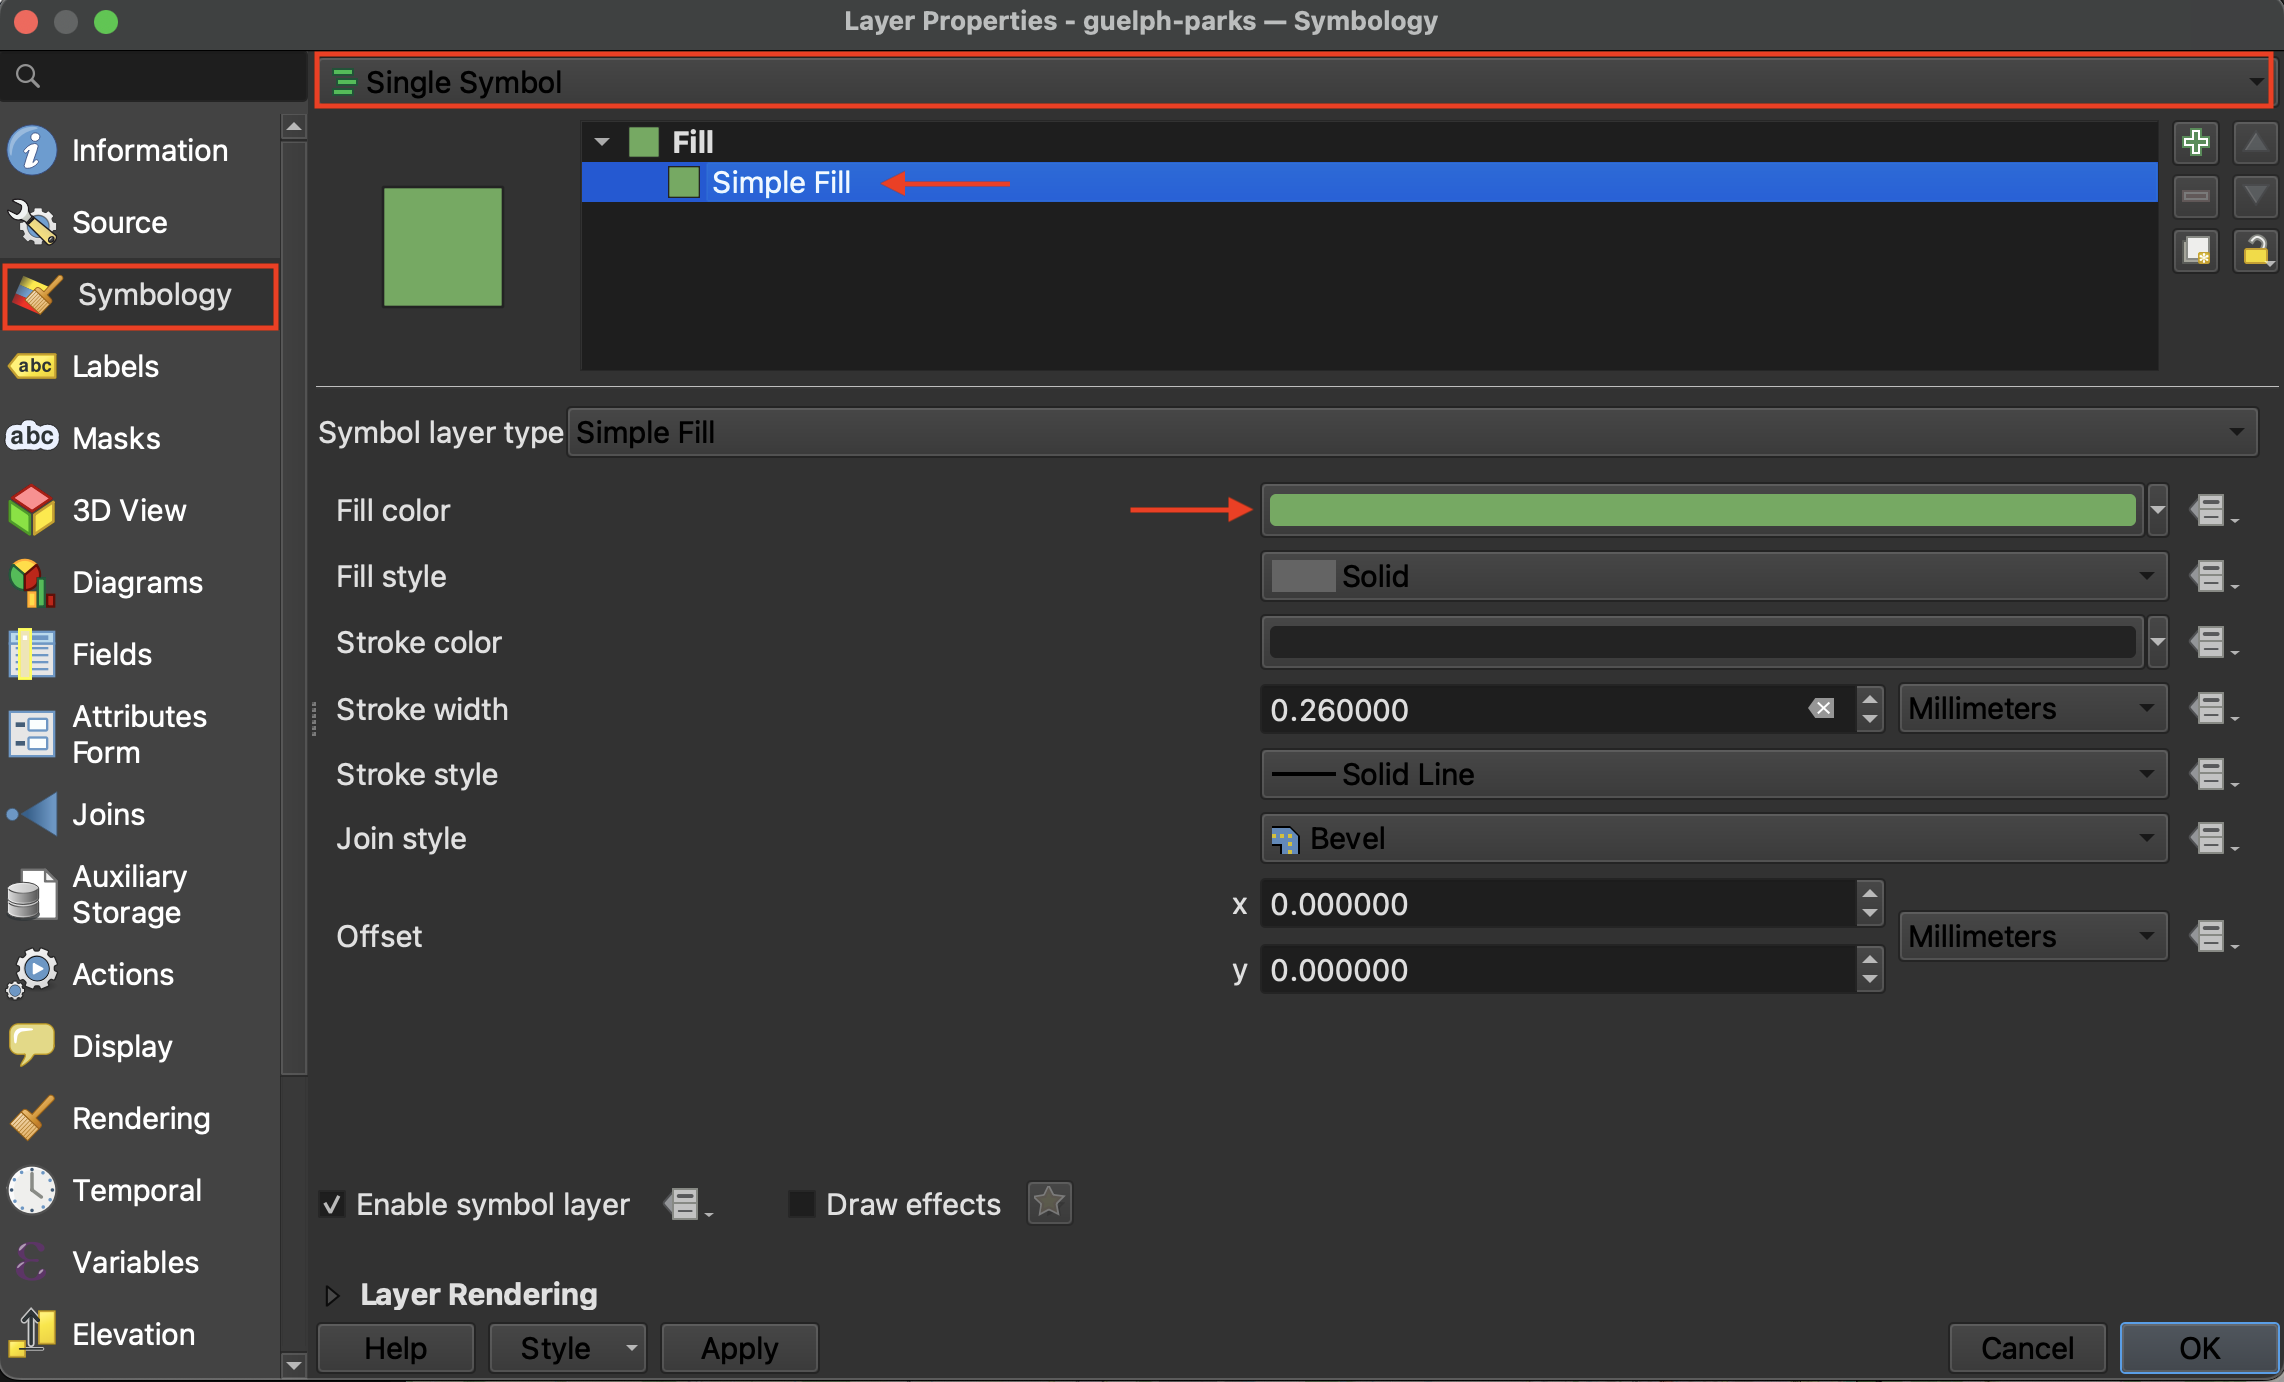 Layer Properties - guelph-parks — Symbology
Single Symbol
Information
Source
Symbology
Labels
Masks
3D View
Diagrams
Fields
Attributes
Form
Joins
Auxiliary
Storage
Actions
Display
Rendering
Temporal
Variables
Elevation
Fill
Simple Fill
Symbol layer type Simple Fill
Fill color
Fill style Solid
Stroke color
Stroke width 0.260000 Millimeters
Stroke style Solid Line
Join style Bevel
x 0.000000
Offset Millimeters
y 0.000000
Enable symbol layer Draw effects
Layer Rendering
Help Style Apply Cancel OK
abc
abc